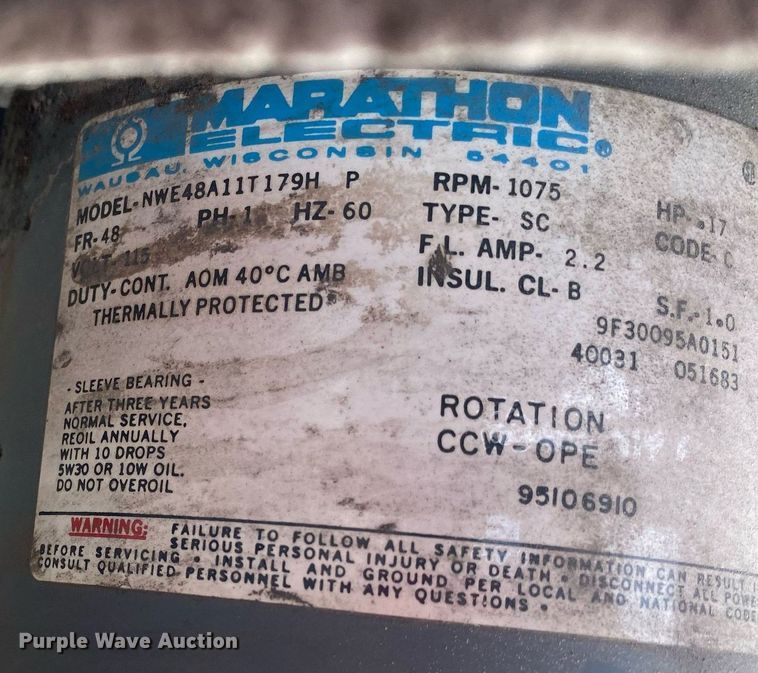 MARATHON
ELECTRIC®
WAUSAU, WISCONSIN 54401
MODEL-NWE48A11T179H P RPM-1075 HP-.17
FR-48 PH-1 HZ-60 TYPE- SC CODE-C
VOLT-115 F.L. AMP- 2.2
DUTY-CONT. AOM 40°C AMB INSUL. CL- B S.F.-1.0
THERMALLY PROTECTED 9F30095A0151
40031 051683
- SLEEVE BEARING -
AFTER THREE YEARS
NORMAL SERVICE,
REOIL ANNUALLY
WITH 10 DROPS
5W30 OR 10W OIL.
DO NOT OVEROIL
ROTATION
CCW-OPE
95106910
WARNING: FAILURE TO FOLLOW ALL SAFETY INFORMATION CAN RESULT
SERIOUS PERSONAL INJURY OR DEATH • DISCONNECT ALL POWE
BEFORE SERVICING • INSTALL AND GROUND PER LOCAL AND NATIONAL CODE
CONSULT QUALIFIED PERSONNEL WITH ANY QUESTIONS •
Purple Wave Auction